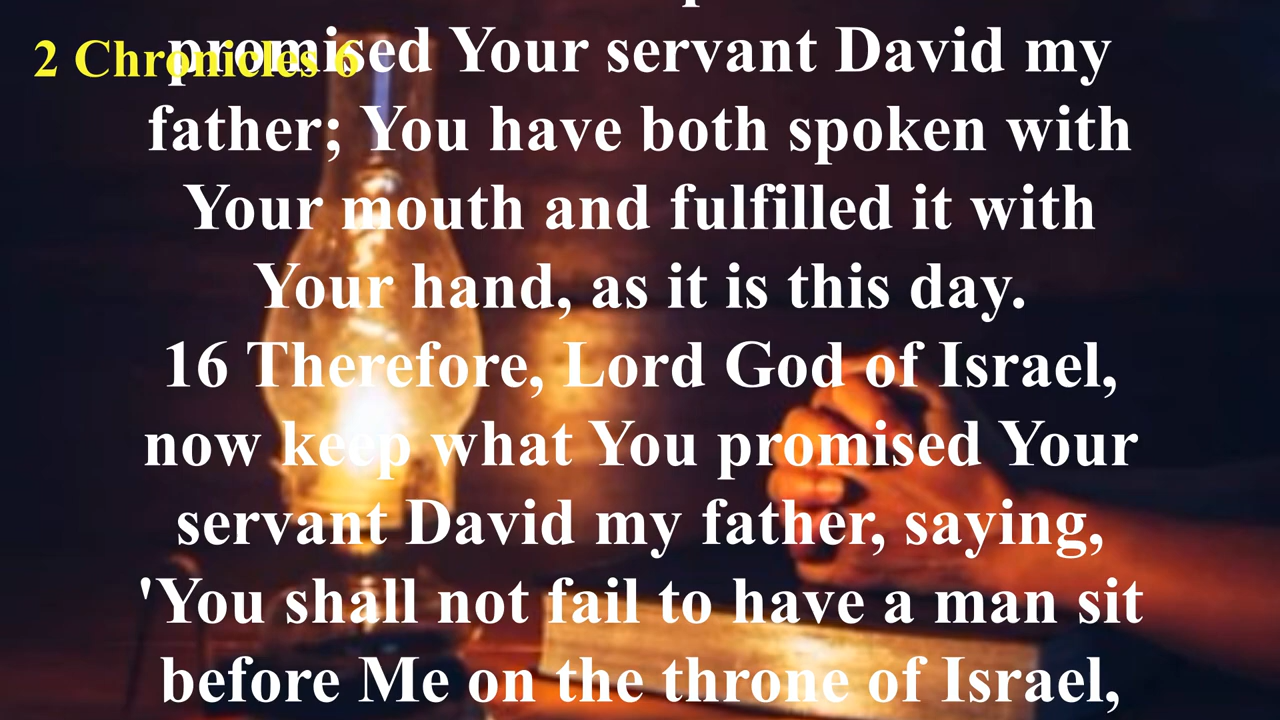 2 Chronicles 6
promised Your servant David my
father; You have both spoken with
Your mouth and fulfilled it with
Your hand, as it is this day.
16 Therefore, Lord God of Israel,
now keep what You promised Your
servant David my father, saying,
'You shall not fail to have a man sit
before Me on the throne of Israel,